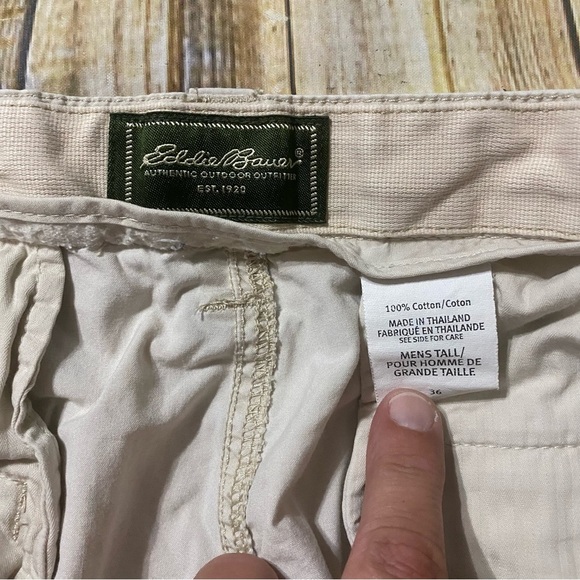 Eddie Bauer®
AUTHENTIC OUTDOOR OUTFITTER
EST. 1920
100% Cotton/Coton
MADE IN THAILAND
FABRIQUÉ EN THAILANDE
SEE SIDE FOR CARE
MENS TALL/
POUR HOMME DE
GRANDE TAILLE
36